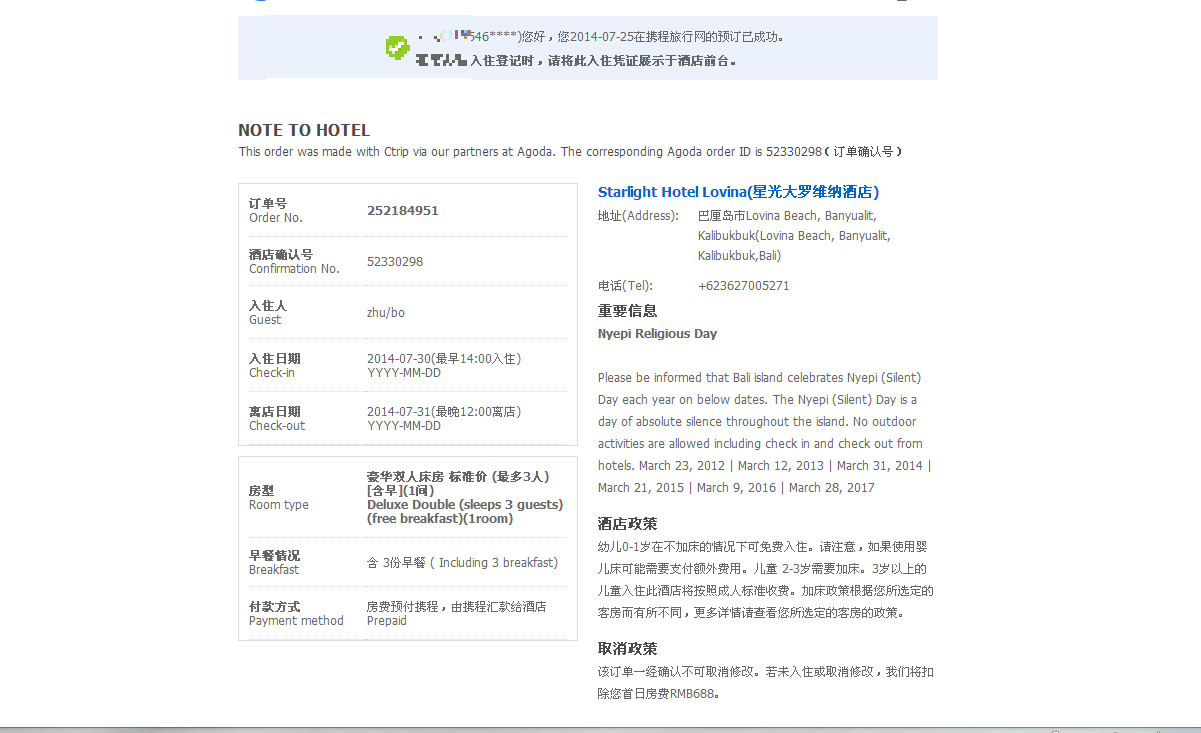 546****)您好，您2014-07-25在携程旅行网的预订已成功。
入住登记时，请将此入住凭证展示于酒店前台。
NOTE TO HOTEL
This order was made with Ctrip via our partners at Agoda. The corresponding Agoda order ID is 52330298 ( 订单确认号 )
订单号
Order No.
252184951
酒店确认号
Confirmation No.
52330298
入住人
Guest
zhu/bo
入住日期
Check-in
2014-07-30(最早14:00入住)
YYYY-MM-DD
离店日期
Check-out
2014-07-31(最晚12:00离店)
YYYY-MM-DD
房型
Room type
豪华双人床房 标准价 (最多3人)
[含早](1间)
Deluxe Double (sleeps 3 guests)
(free breakfast)(1room)
早餐情况
Breakfast
含 3份早餐 ( Including 3 breakfast)
付款方式
Payment method
房费预付携程，由携程汇款给酒店
Prepaid
Starlight Hotel Lovina(星光大罗维纳酒店)
地址(Address): 巴厘岛市Lovina Beach, Banyualit,
Kalibukbuk(Lovina Beach, Banyualit,
Kalibukbuk,Bali)
电话(Tel): +623627005271
重要信息
Nyepi Religious Day
Please be informed that Bali island celebrates Nyepi (Silent)
Day each year on below dates. The Nyepi (Silent) Day is a
day of absolute silence throughout the island. No outdoor
activities are allowed including check in and check out from
hotels. March 23, 2012 | March 12, 2013 | March 31, 2014 |
March 21, 2015 | March 9, 2016 | March 28, 2017
酒店政策
幼儿0-1岁在不加床的情况下可免费入住。请注意，如果使用婴
儿床可能需要支付额外费用。儿童 2-3岁需要加床。3岁以上的
儿童入住此酒店将按照成人标准收费。加床政策根据您所选定的
客房而有所不同，更多详情请查看您所选定的客房的政策。
取消政策
该订单一经确认不可取消修改。若未入住或取消修改，我们将扣
除您首日房费RMB688。